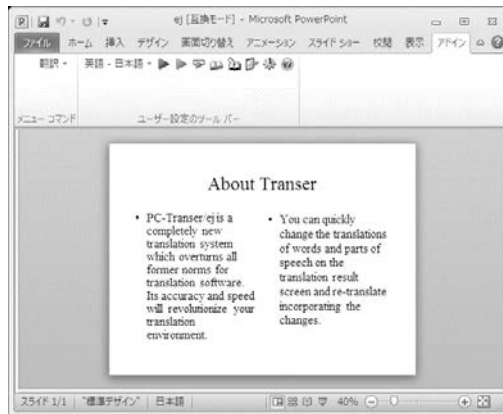 ej [互換モード] - Microsoft PowerPoint
ファイル ホーム 挿入 デザイン 画面切り替え アニメーション スライド ショー 校閲 表示 アドイン
翻訳 英語 - 日本語
メニュー コマンド ユーザー設定のツール バー
About Transer
• PC-Transer/ej is a
completely new
translation system
which overturns all
former norms for
translation software.
Its accuracy and speed
will revolutionize your
translation
environment.
• You can quickly
change the translations
of words and parts of
speech on the
translation result
screen and re-translate
incorporating the
changes.
スライド 1/1 "標準デザイン" 日本語 40%